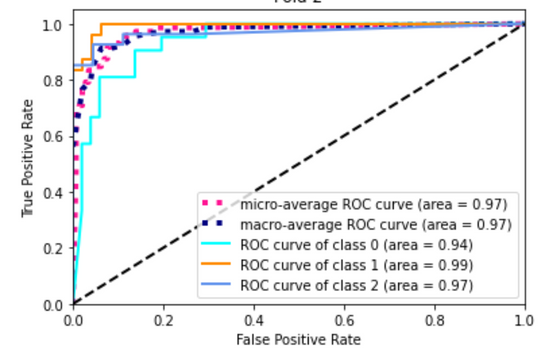 Fold 2
1.0
0.8
0.6
0.4
0.2
0.0
True Positive Rate
micro-average ROC curve (area = 0.97)
macro-average ROC curve (area = 0.97)
ROC curve of class 0 (area = 0.94)
ROC curve of class 1 (area = 0.99)
ROC curve of class 2 (area = 0.97)
0.0 0.2 0.4 0.6 0.8 1.0
False Positive Rate